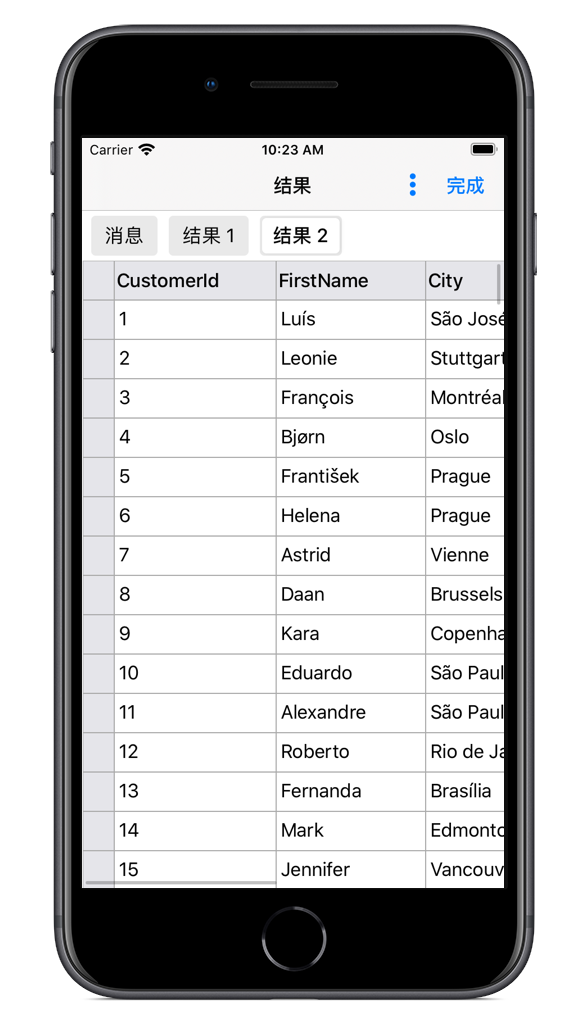 Carrier 10:23 AM
结果 完成
消息 结果 1 结果 2
CustomerId FirstName City
1 Luís São José
2 Leonie Stuttgart
3 François Montréal
4 Bjørn Oslo
5 František Prague
6 Helena Prague
7 Astrid Vienne
8 Daan Brussels
9 Kara Copenha
10 Eduardo São Paul
11 Alexandre São Paul
12 Roberto Rio de Ja
13 Fernanda Brasília
14 Mark Edmonto
15 Jennifer Vancouv